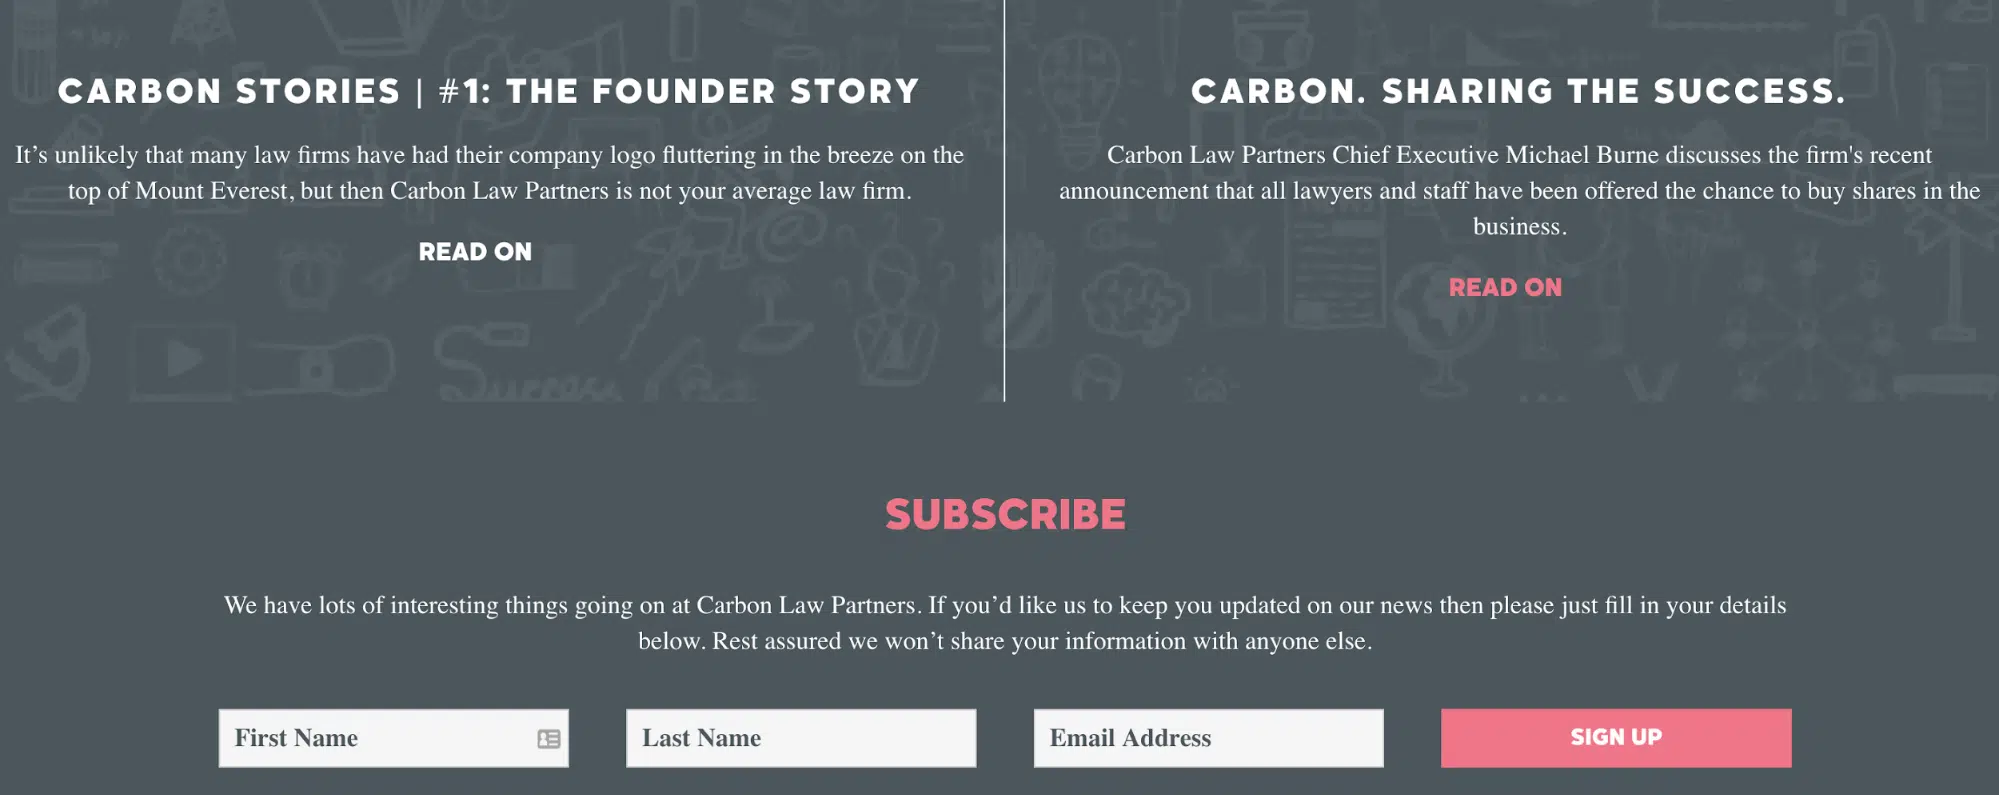 CARBON STORIES | #1: THE FOUNDER STORY
It’s unlikely that many law firms have had their company logo fluttering in the breeze on the
top of Mount Everest, but then Carbon Law Partners is not your average law firm.
READ ON
CARBON. SHARING THE SUCCESS.
Carbon Law Partners Chief Executive Michael Burne discusses the firm's recent
announcement that all lawyers and staff have been offered the chance to buy shares in the
business.
READ ON
NEWS
Success
SUBSCRIBE
We have lots of interesting things going on at Carbon Law Partners. If you’d like us to keep you updated on our news then please just fill in your details
below. Rest assured we won’t share your information with anyone else.
First Name
Last Name
Email Address
SIGN UP